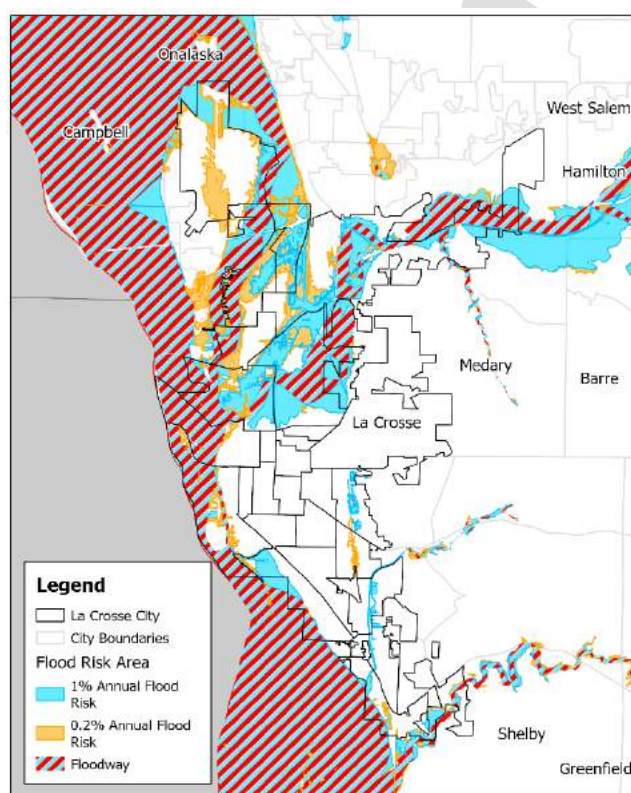 Onalaska
Campbell
West Salem
Hamilton
Medary
Barre
La Crosse
Shelby
Greenfield
Legend
La Crosse City
City Boundaries
Flood Risk Area
1% Annual Flood
Risk
0.2% Annual Flood
Risk
Floodway